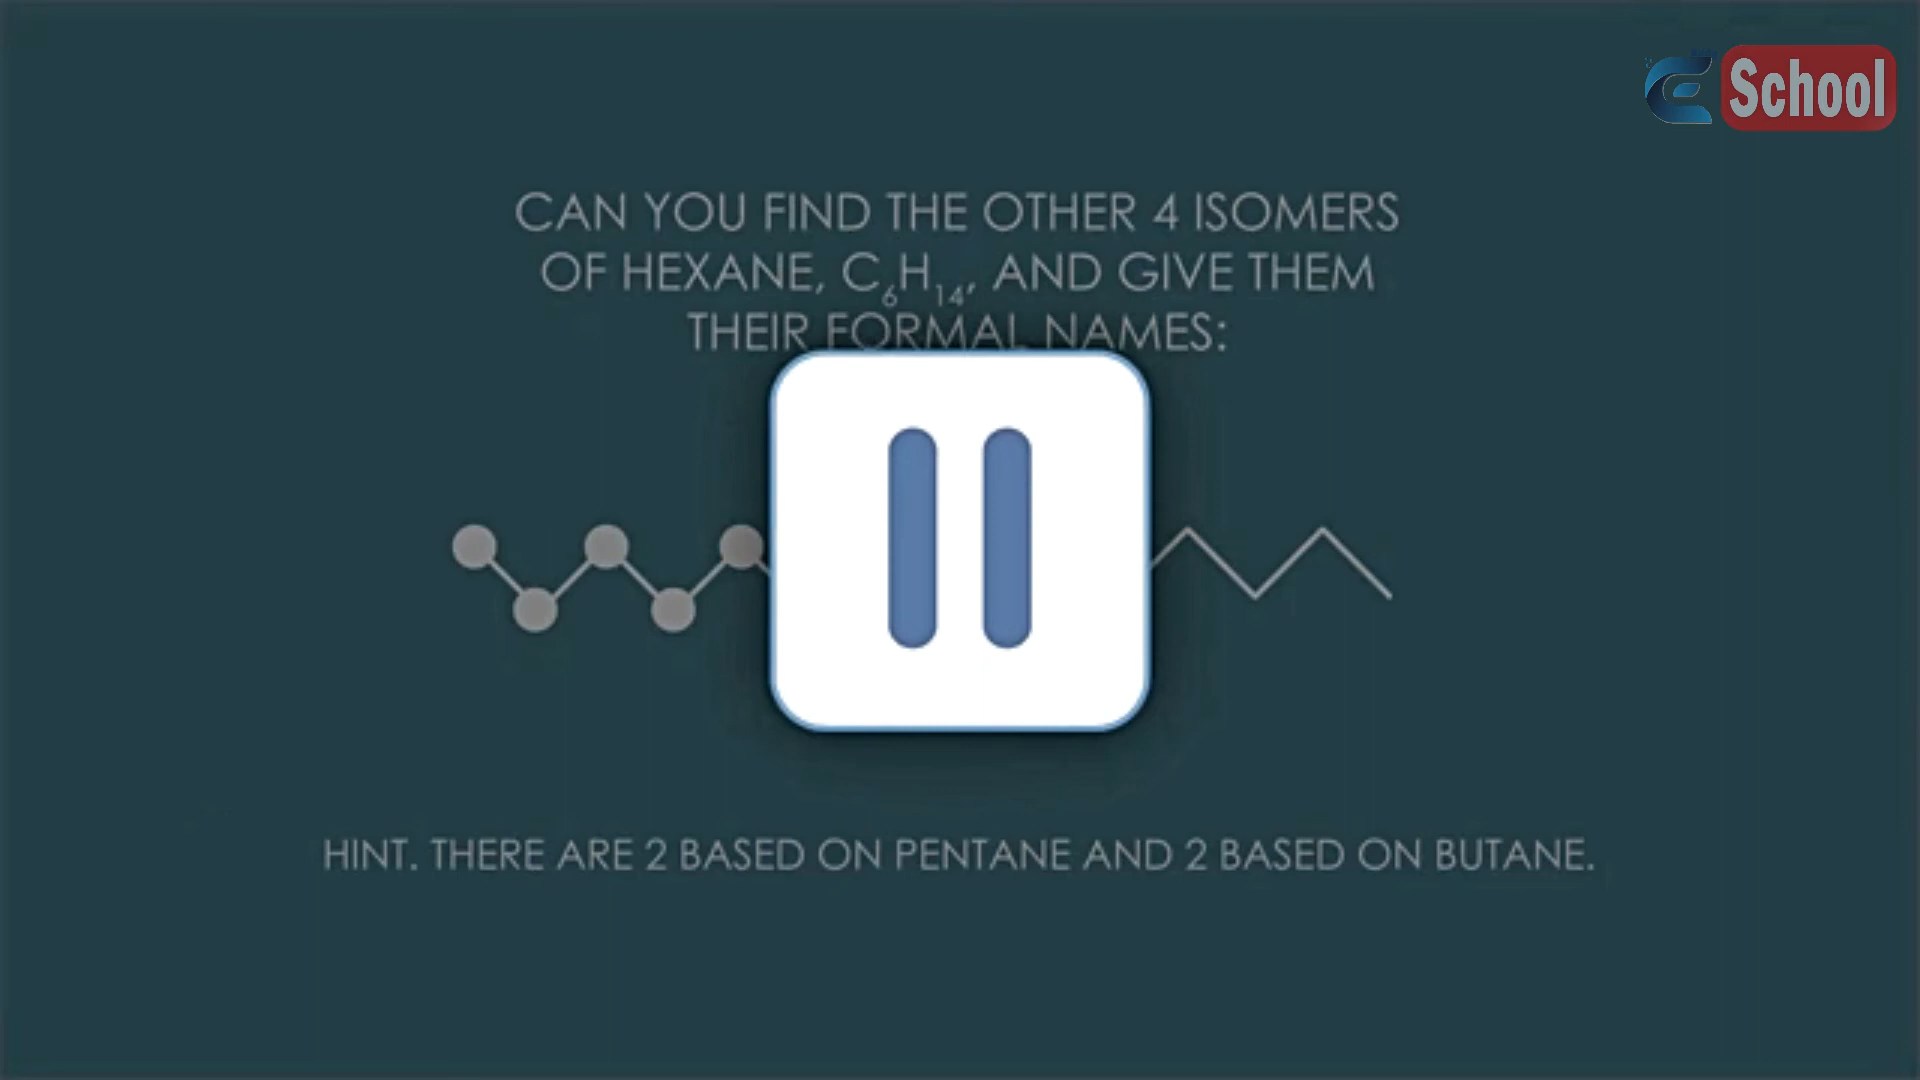 School
CAN YOU FIND THE OTHER 4 ISOMERS
OF HEXANE, C₆H₁₄, AND GIVE THEM
THEIR FORMAL NAMES:
HINT. THERE ARE 2 BASED ON PENTANE AND 2 BASED ON BUTANE.